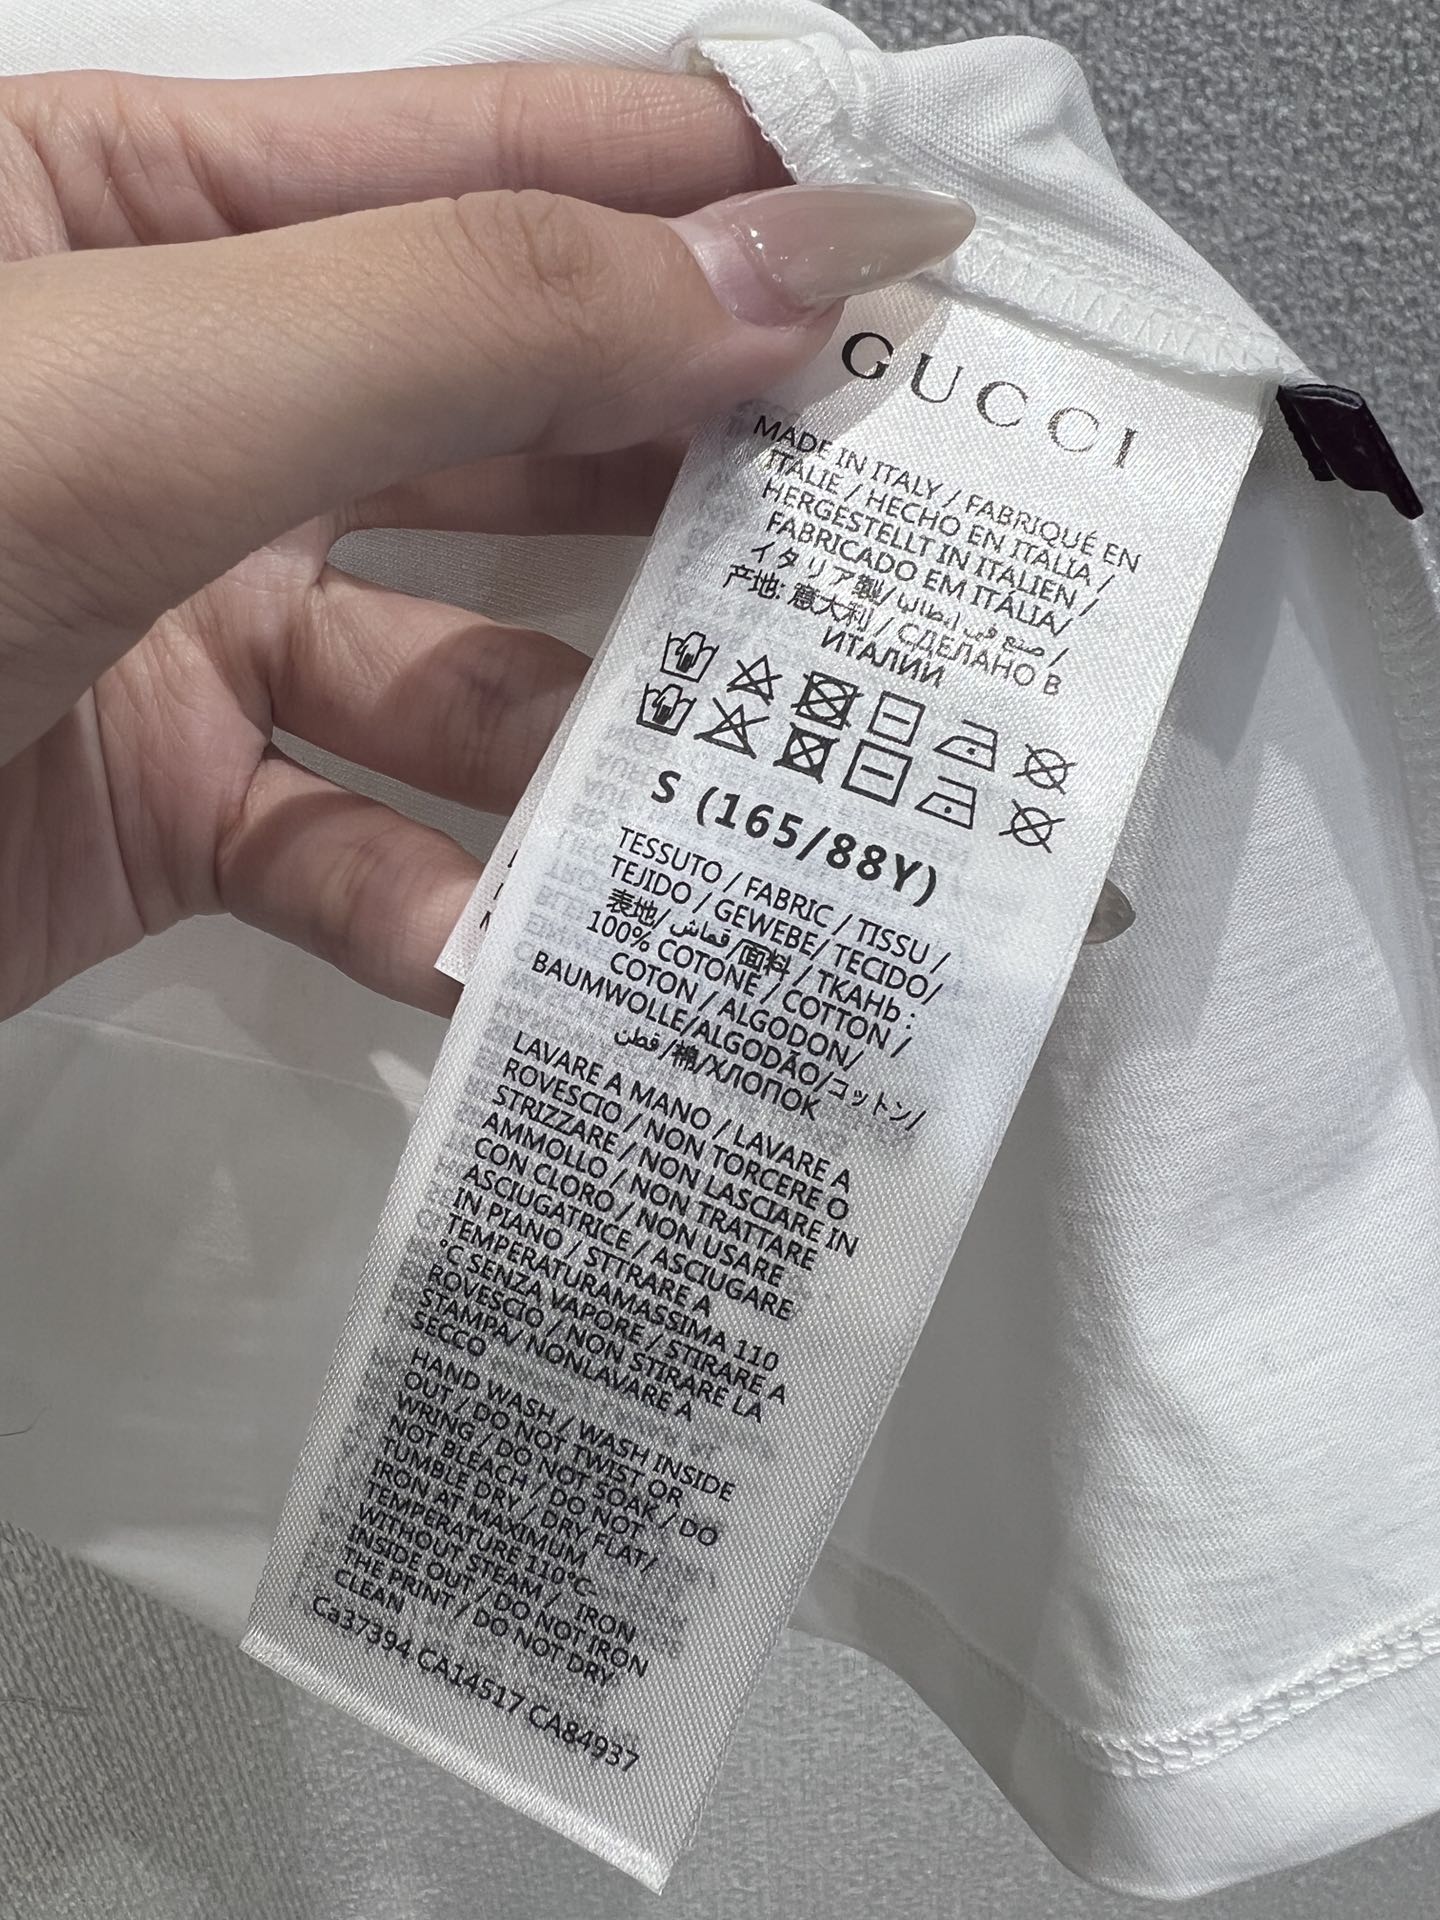 GUCCI
MADE IN ITALY / FABRIQUÉ EN
ITALIE / HECHO EN ITALIA /
HERGESTELLT IN ITALIEN /
FABRICADO EM ITÁLIA/
イタリア製/صنع في إيطاليا /
产地: 意大利 / СДЕЛАНО В
ИТАЛИИ
S (165/88Y)
TESSUTO / FABRIC / TISSU /
TEJIDO / GEWEBE/ TECIDO/
表地/ قماش/面料 / ТКАНЬ :
100% COTONE / COTTON /
COTON / ALGODON/
BAUMWOLLE/ALGODÃO/コットン/
قطن /棉/ХЛОПОК
LAVARE A MANO / LAVARE A
ROVESCIO / NON TORCERE O
STRIZZARE / NON LASCIARE IN
AMMOLLO / NON TRATTARE
CON CLORO / NON USARE
ASCIUGATRICE / ASCIUGARE
IN PIANO / STTRARE A
TEMPERATURAMASSIMA 110
°C SENZA VAPORE / STIRARE A
ROVESCIO / NON STIRARE LA
STAMPA/ NONLAVARE A
SECCO
HAND WASH / WASH INSIDE
OUT / DO NOT TWIST OR
WRING / DO NOT SOAK / DO
NOT BLEACH / DO NOT
TUMBLE DRY / DRY FLAT/
IRON AT MAXIMUM
TEMPERATURE 110°C-
WITHOUT STEAM / IRON
INSIDE OUT / DO NOT IRON
THE PRINT / DO NOT DRY
CLEAN
Ca37394 CA14517 CA84937